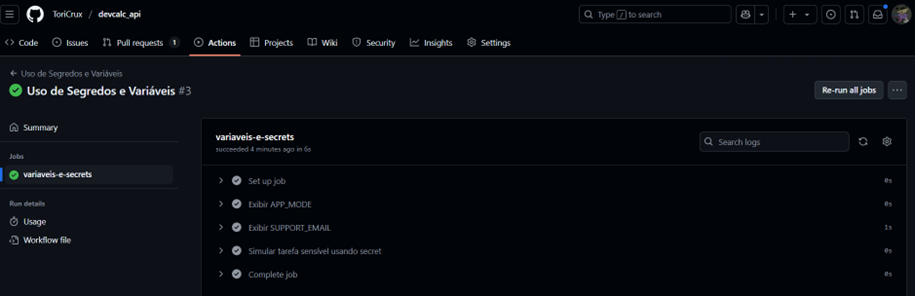 ToriCrux / devcalc_api
Type / to search
Code Issues Pull requests 1 Actions Projects Wiki Security Insights Settings
Uso de Segredos e Variáveis
Uso de Segredos e Variáveis #3
Re-run all jobs
Summary
Jobs
variaveis-e-secrets
Run details
Usage
Workflow file
variaveis-e-secrets
succeeded 4 minutes ago in 6s
Search logs
Set up job 0s
Exibir APP_MODE 0s
Exibir SUPPORT_EMAIL 1s
Simular tarefa sensível usando secret 0s
Complete job 0s